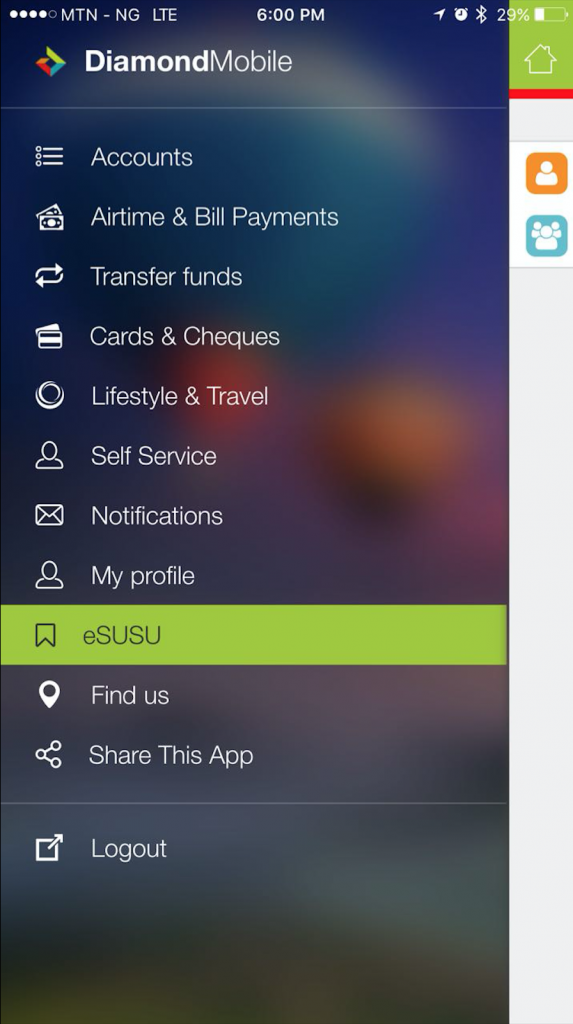 MTN - NG LTE 6:00 PM 29%
DiamondMobile
Accounts
Airtime & Bill Payments
Transfer funds
Cards & Cheques
Lifestyle & Travel
Self Service
Notifications
My profile
eSUSU
Find us
Share This App
Logout